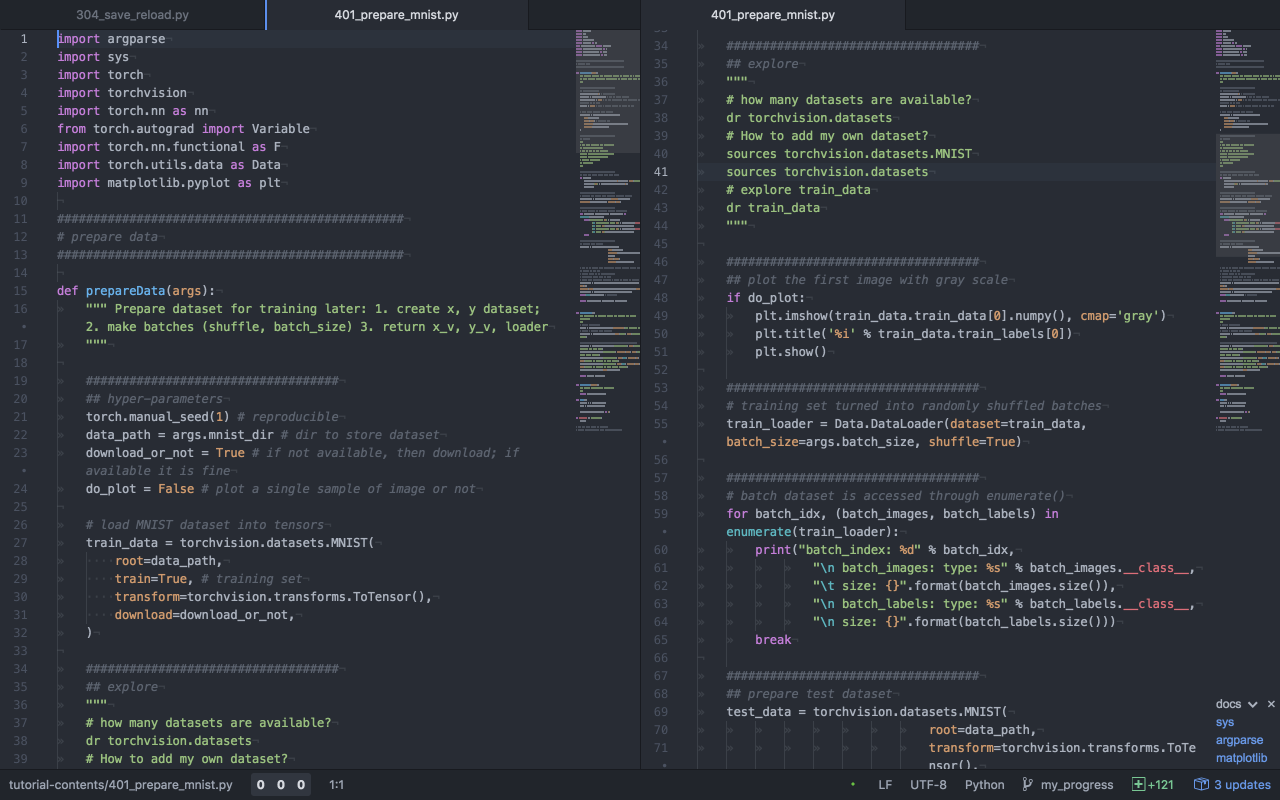 304_save_reload.py
401_prepare_mnist.py
1 import argparse
2 import sys
3 import torch
4 import torchvision
5 import torch.nn as nn
6 from torch.autograd import Variable
7 import torch.nn.functional as F
8 import torch.utils.data as Data
9 import matplotlib.pyplot as plt
10
11 ################################################
12 # prepare data
13 ################################################
14
15 def prepareData(args):
16 """ Prepare dataset for training later: 1. create x, y dataset;
2. make batches (shuffle, batch_size) 3. return x_v, y_v, loader
17 """
18
19 ###################################
20 ## hyper-parameters
21 torch.manual_seed(1) # reproducible
22 data_path = args.mnist_dir # dir to store dataset
23 download_or_not = True # if not available, then download; if
available it is fine
24 do_plot = False # plot a single sample of image or not
25
26 # load MNIST dataset into tensors
27 train_data = torchvision.datasets.MNIST(
28 root=data_path,
29 train=True, # training set
30 transform=torchvision.transforms.ToTensor(),
31 download=download_or_not,
32 )
33
34 ###################################
35 ## explore
36 """
37 # how many datasets are available?
38 dr torchvision.datasets
39 # How to add my own dataset?
401_prepare_mnist.py
34 ###################################
35 ## explore
36 """
37 # how many datasets are available?
38 dr torchvision.datasets
39 # How to add my own dataset?
40 sources torchvision.datasets.MNIST
41 sources torchvision.datasets
42 # explore train_data
43 dr train_data
44 """
45
46 ###################################
47 ## plot the first image with gray scale
48 if do_plot:
49 plt.imshow(train_data.train_data[0].numpy(), cmap='gray')
50 plt.title('%i' % train_data.train_labels[0])
51 plt.show()
52
53 ###################################
54 # training set turned into randomly shuffled batches
55 train_loader = Data.DataLoader(dataset=train_data,
batch_size=args.batch_size, shuffle=True)
56
57 ###################################
58 # batch dataset is accessed through enumerate()
59 for batch_idx, (batch_images, batch_labels) in
enumerate(train_loader):
60 print("batch_index: %d" % batch_idx,
61 "\n batch_images: type: %s" % batch_images.__class__,
62 "\t size: {}".format(batch_images.size()),
63 "\n batch_labels: type: %s" % batch_labels.__class__,
64 "\n size: {}".format(batch_labels.size()))
65 break
66
67 ###################################
68 ## prepare test dataset
69 test_data = torchvision.datasets.MNIST(
70 root=data_path,
71 transform=torchvision.transforms.ToTe
nsor(),
docs
sys
argparse
matplotlib
tutorial-contents/401_prepare_mnist.py 0 0 0 1:1 LF UTF-8 Python my_progress +121 3 updates